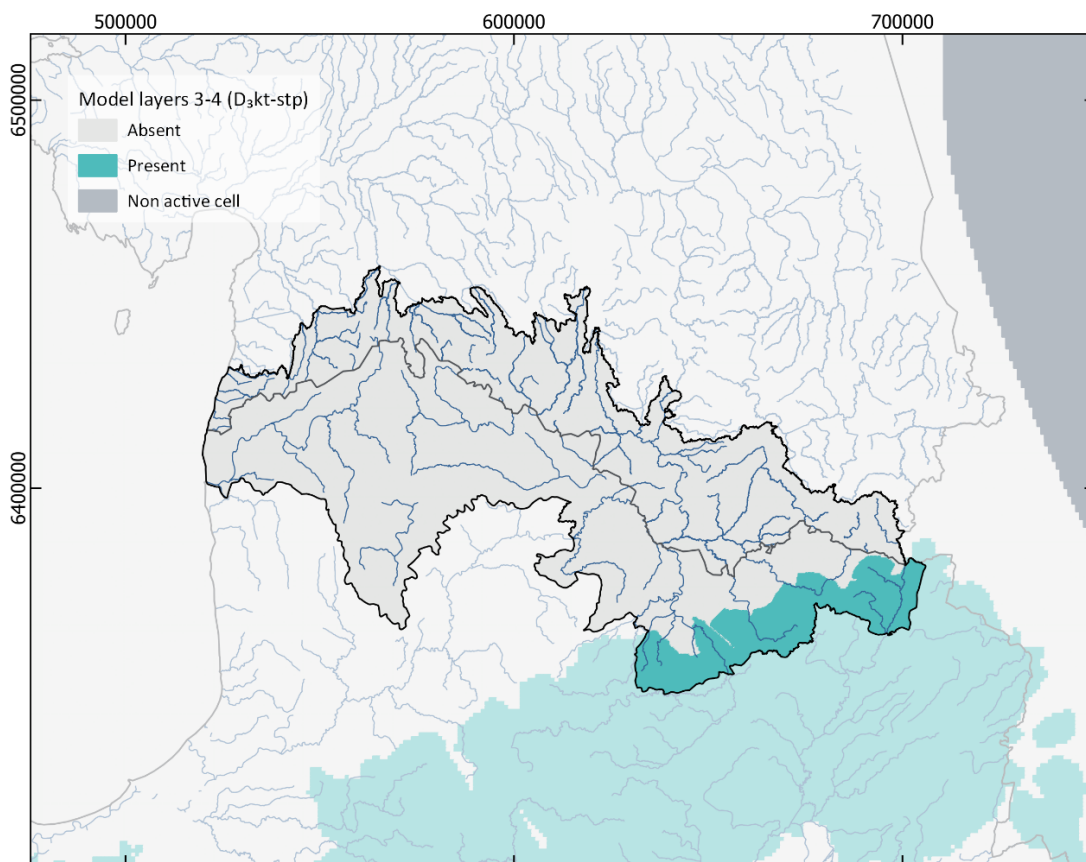 500000 600000 700000
6500000
Model layers 3-4 (D₃kt-stp)
Absent
Present
Non active cell
6400000